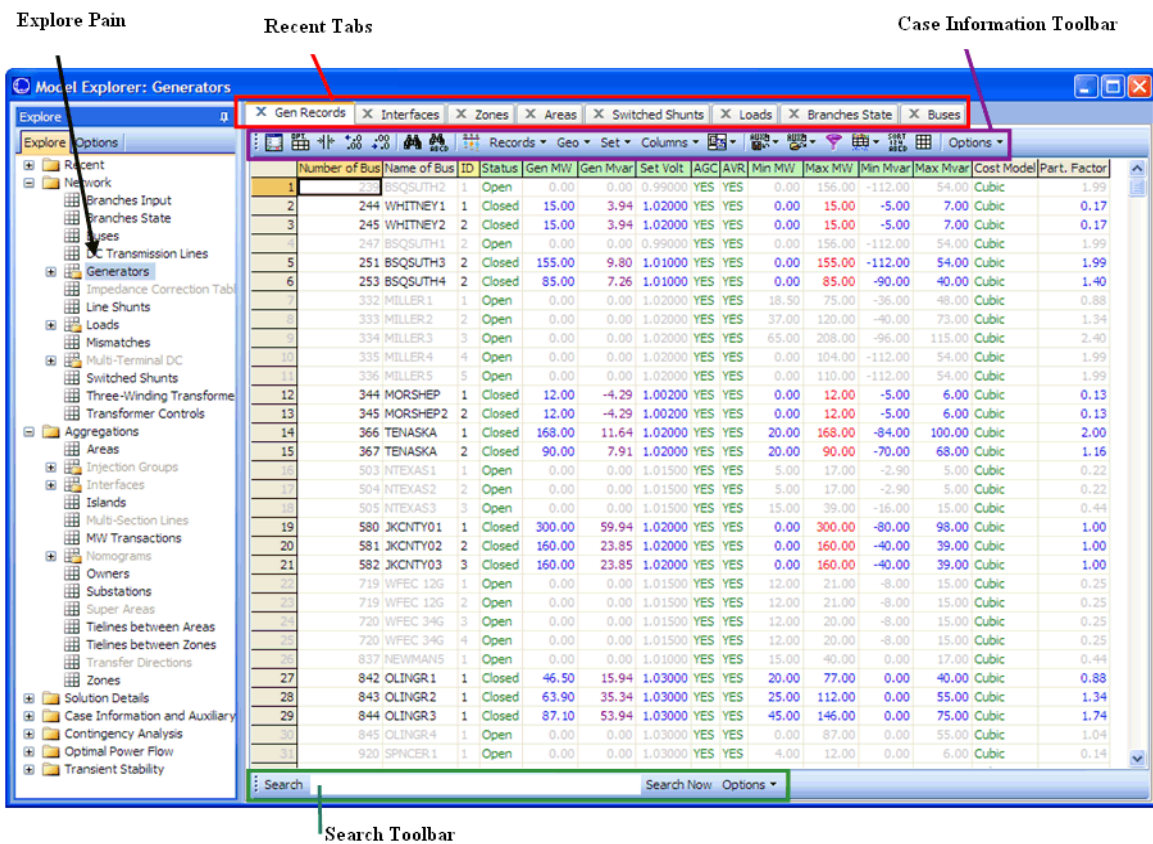 Explore Pain
Recent Tabs
Case Information Toolbar
Model Explorer: Generators
Explore
Explore Options
Recent
Network
Branches Input
Branches State
Buses
DC Transmission Lines
Generators
Impedance Correction Tabl
Line Shunts
Loads
Mismatches
Multi-Terminal DC
Switched Shunts
Three-Winding Transforme
Transformer Controls
Aggregations
Areas
Injection Groups
Interfaces
Islands
Multi-Section Lines
MW Transactions
Nomograms
Owners
Substations
Super Areas
Tielines between Areas
Tielines between Zones
Transfer Directions
Zones
Solution Details
Case Information and Auxiliary
Contingency Analysis
Optimal Power Flow
Transient Stability
X Gen Records X Interfaces X Zones X Areas X Switched Shunts X Loads X Branches State X Buses
Records Geo Set Columns Options
Number of Bus Name of Bus ID Status Gen MW Gen Mvar Set Volt AGC AVR Min MW Max MW Min Mvar Max Mvar Cost Model Part. Factor
1 239 BSQSUTH2 1 Open 0.00 0.00 0.99000 YES YES 0.00 156.00 -112.00 54.00 Cubic 1.99
2 244 WHITNEY1 1 Closed 15.00 3.94 1.02000 YES YES 0.00 15.00 -5.00 7.00 Cubic 0.17
3 245 WHITNEY2 2 Closed 15.00 3.94 1.02000 YES YES 0.00 15.00 -5.00 7.00 Cubic 0.17
4 247 BSQSUTH1 2 Open 0.00 0.00 0.99000 YES YES 0.00 156.00 -112.00 54.00 Cubic 1.99
5 251 BSQSUTH3 2 Closed 155.00 9.80 1.01000 YES YES 0.00 155.00 -112.00 54.00 Cubic 1.99
6 253 BSQSUTH4 2 Closed 85.00 7.26 1.01000 YES YES 0.00 85.00 -90.00 40.00 Cubic 1.40
7 332 MILLER1 1 Open 0.00 0.00 1.02000 YES YES 18.50 75.00 -36.00 48.00 Cubic 0.88
8 333 MILLER2 2 Open 0.00 0.00 1.02000 YES YES 37.00 120.00 -40.00 73.00 Cubic 1.34
9 334 MILLER3 3 Open 0.00 0.00 1.02000 YES YES 65.00 208.00 -96.00 115.00 Cubic 2.40
10 335 MILLER4 4 Open 0.00 0.00 1.02000 YES YES 0.00 104.00 -112.00 54.00 Cubic 1.99
11 336 MILLER5 5 Open 0.00 0.00 1.02000 YES YES 0.00 110.00 -112.00 54.00 Cubic 1.99
12 344 MORSHEP 1 Closed 12.00 -4.29 1.00200 YES YES 0.00 12.00 -5.00 6.00 Cubic 0.13
13 345 MORSHEP2 2 Closed 12.00 -4.29 1.00200 YES YES 0.00 12.00 -5.00 6.00 Cubic 0.13
14 366 TENASKA 1 Closed 168.00 11.64 1.02000 YES YES 20.00 168.00 -84.00 100.00 Cubic 2.00
15 367 TENASKA 2 Closed 90.00 7.91 1.02000 YES YES 20.00 90.00 -70.00 68.00 Cubic 1.16
16 503 NTEXAS1 1 Open 0.00 0.00 1.01500 YES YES 5.00 17.00 -2.90 5.00 Cubic 0.22
17 504 NTEXAS2 2 Open 0.00 0.00 1.01500 YES YES 5.00 17.00 -2.90 5.00 Cubic 0.22
18 505 NTEXAS3 3 Open 0.00 0.00 1.01500 YES YES 15.00 39.00 -16.00 15.00 Cubic 0.44
19 580 JKCNTY01 1 Closed 300.00 59.94 1.02000 YES YES 0.00 300.00 -80.00 98.00 Cubic 1.00
20 581 JKCNTY02 2 Closed 160.00 23.85 1.02000 YES YES 0.00 160.00 -40.00 39.00 Cubic 1.00
21 582 JKCNTY03 3 Closed 160.00 23.85 1.02000 YES YES 0.00 160.00 -40.00 39.00 Cubic 1.00
22 719 WFEC 12G 1 Open 0.00 0.00 1.01500 YES YES 12.00 21.00 -8.00 15.00 Cubic 0.25
23 719 WFEC 12G 2 Open 0.00 0.00 1.01500 YES YES 12.00 21.00 -8.00 15.00 Cubic 0.25
24 720 WFEC 34G 3 Open 0.00 0.00 1.01500 YES YES 12.00 20.00 -8.00 15.00 Cubic 0.25
25 720 WFEC 34G 4 Open 0.00 0.00 1.01500 YES YES 12.00 20.00 -8.00 15.00 Cubic 0.25
26 837 NEWMAN5 1 Open 0.00 0.00 1.01000 YES YES 15.00 40.00 0.00 17.00 Cubic 0.44
27 842 OLINGR1 1 Closed 46.50 15.94 1.03000 YES YES 20.00 77.00 0.00 40.00 Cubic 0.88
28 843 OLINGR2 1 Closed 63.90 35.34 1.03000 YES YES 25.00 112.00 0.00 55.00 Cubic 1.34
29 844 OLINGR3 1 Closed 87.10 53.94 1.03000 YES YES 45.00 146.00 0.00 75.00 Cubic 1.74
30 845 OLINGR4 1 Open 0.00 0.00 1.03000 YES YES 0.00 87.00 0.00 55.00 Cubic 1.04
31 920 SPNCER1 1 Open 0.00 0.00 1.03000 YES YES 4.00 12.00 0.00 6.00 Cubic 0.14
Search Search Now Options
Search Toolbar